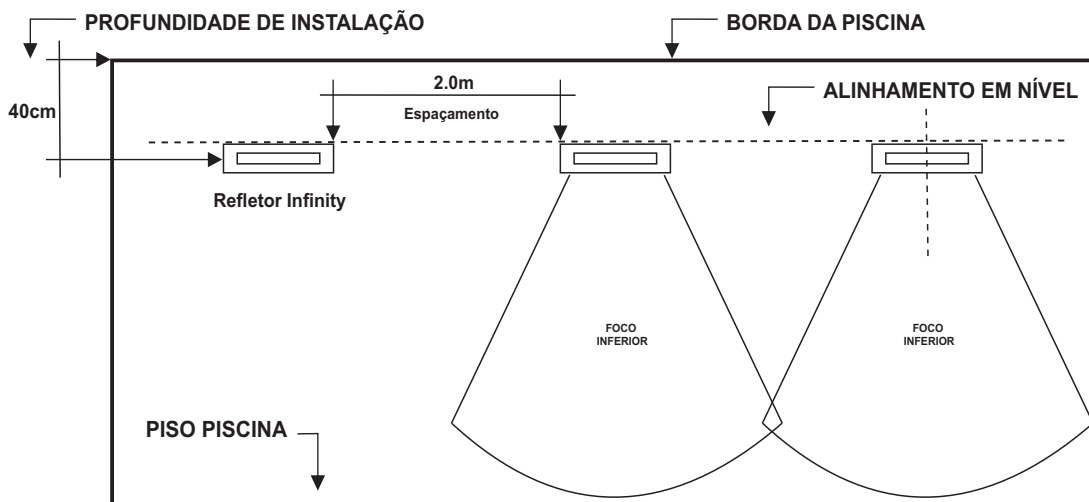 PROFUNDIDADE DE INSTALAÇÃO
BORDA DA PISCINA
40cm
2.0m
Espaçamento
ALINHAMENTO EM NÍVEL
Refletor Infinity
FOCO
INFERIOR
FOCO
INFERIOR
PISO PISCINA